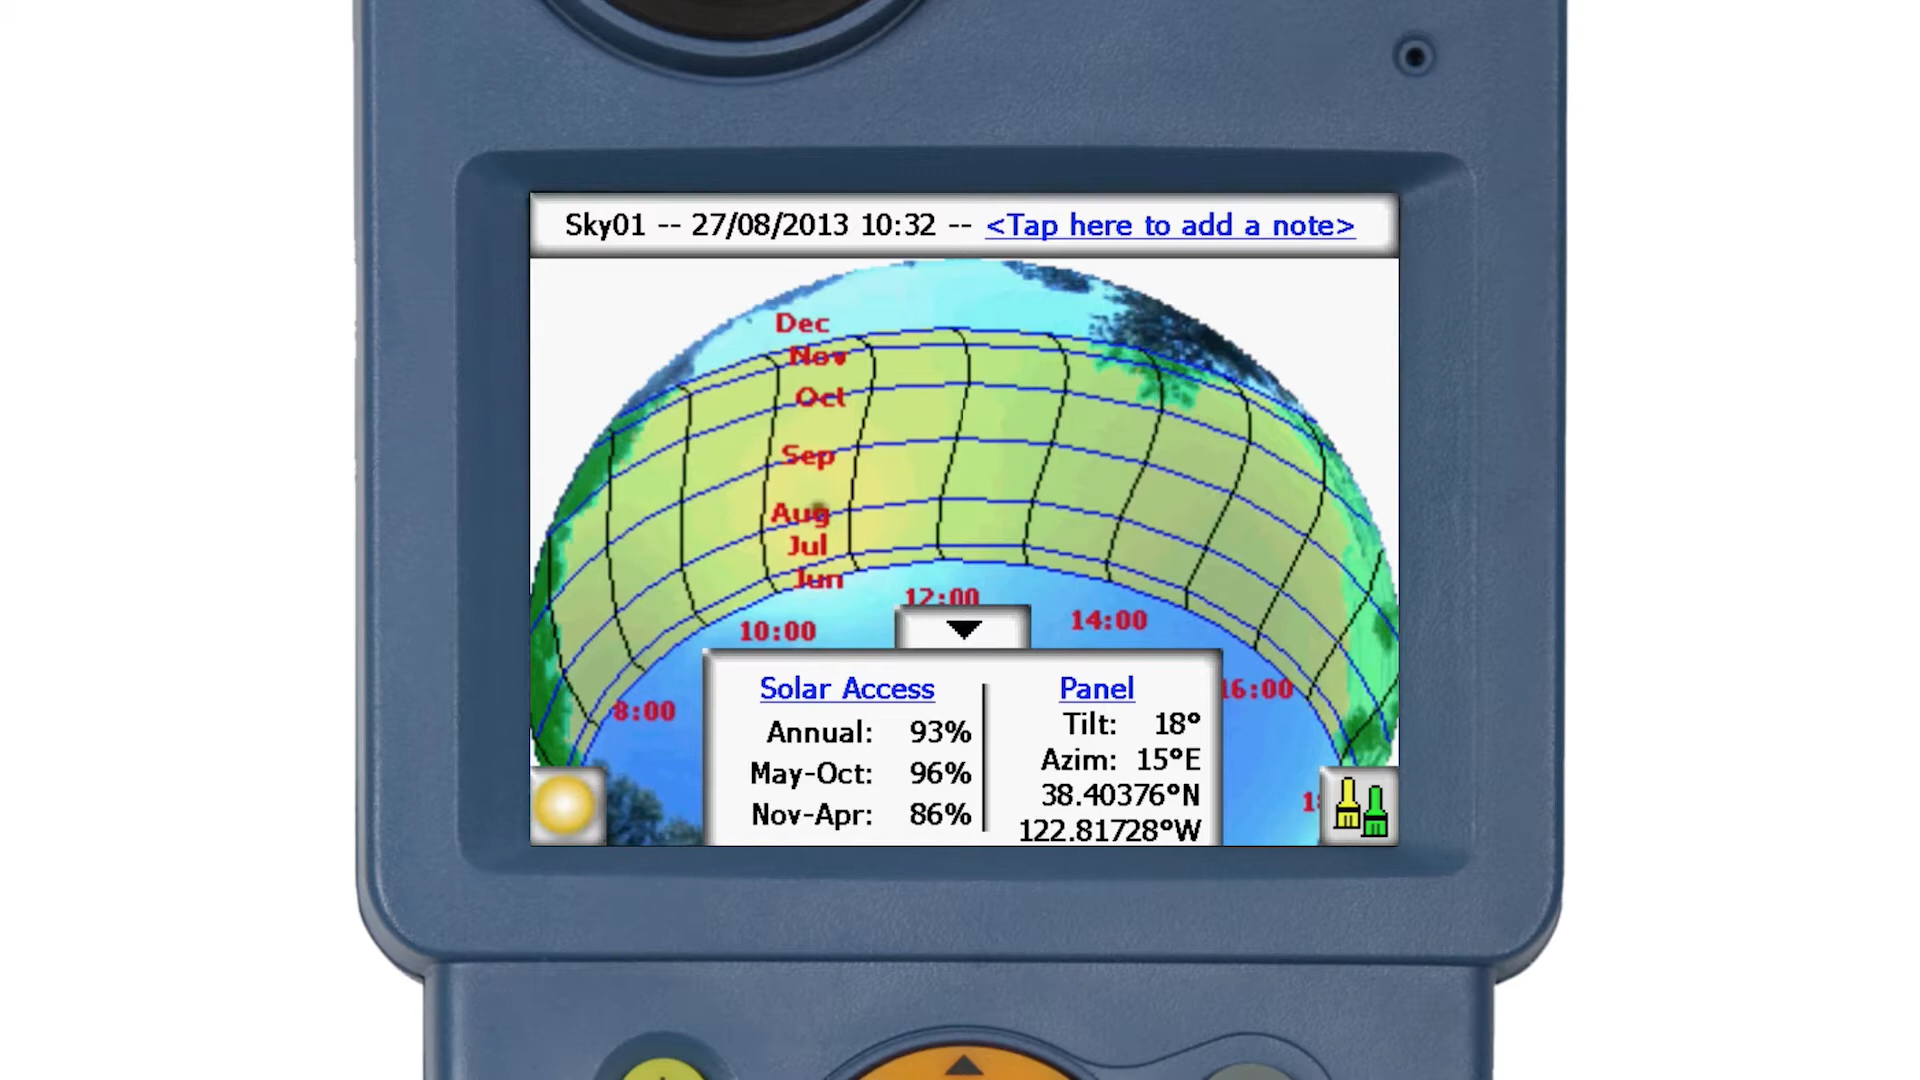 Sky01 -- 27/08/2013 10:32 -- <Tap here to add a note>
Dec
Nov
Oct
Sep
Aug
Jul
Jun
12:00
10:00
14:00
8:00
16:00
Solar Access
Annual: 93%
May-Oct: 96%
Nov-Apr: 86%
Panel
Tilt: 18°
Azim: 15°E
38.40376°N
122.81728°W